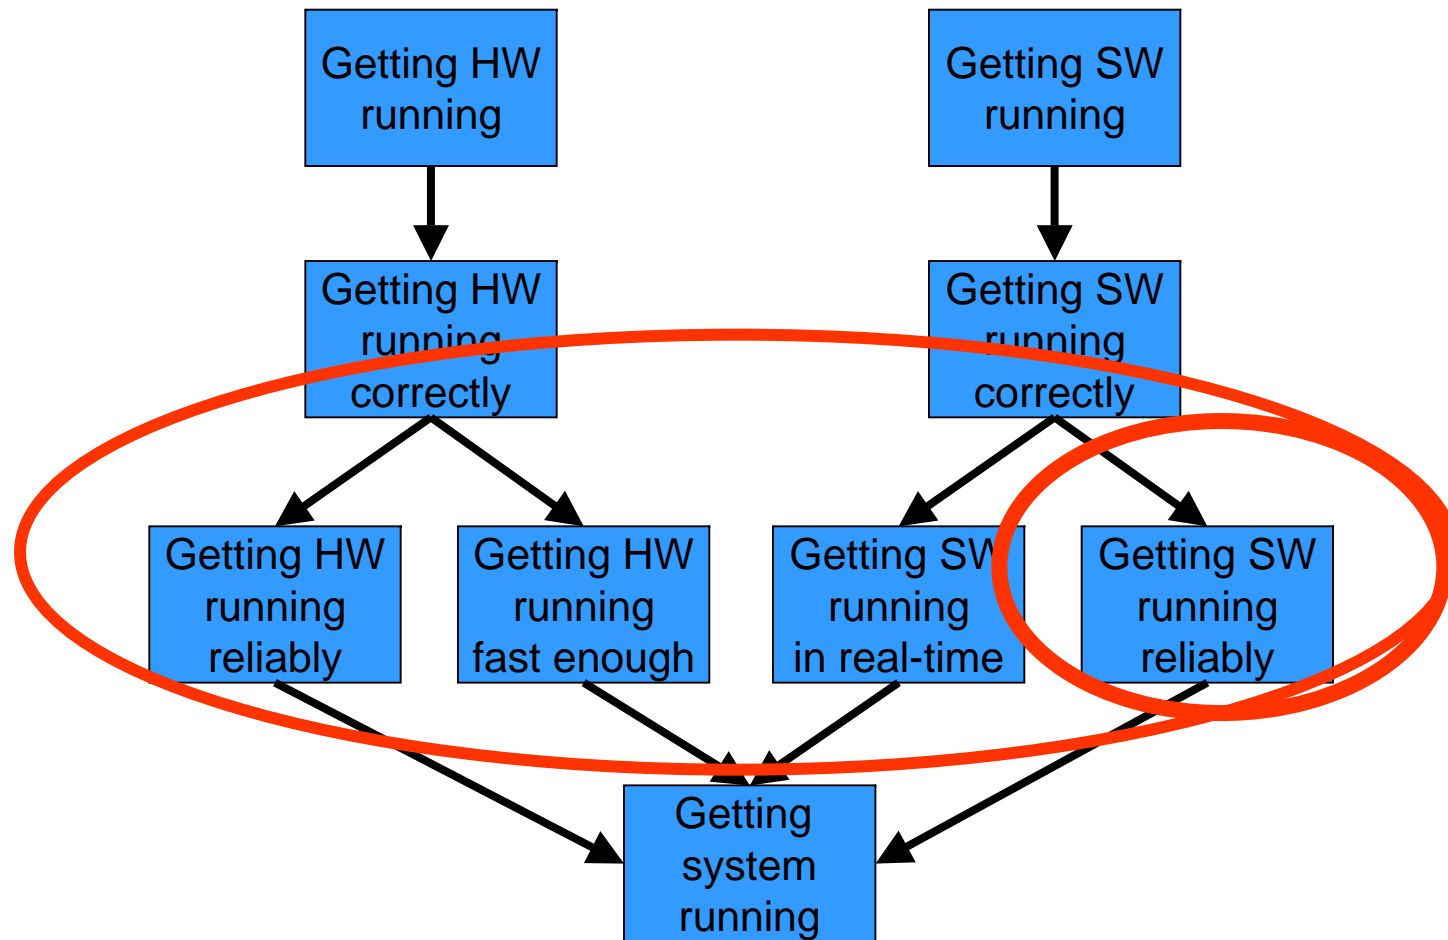 Getting HW
running
Getting SW
running
Getting HW
running
correctly
Getting SW
running
correctly
Getting HW
running
reliably
Getting HW
running
fast enough
Getting SW
running
in real-time
Getting SW
running
reliably
Getting
system
running